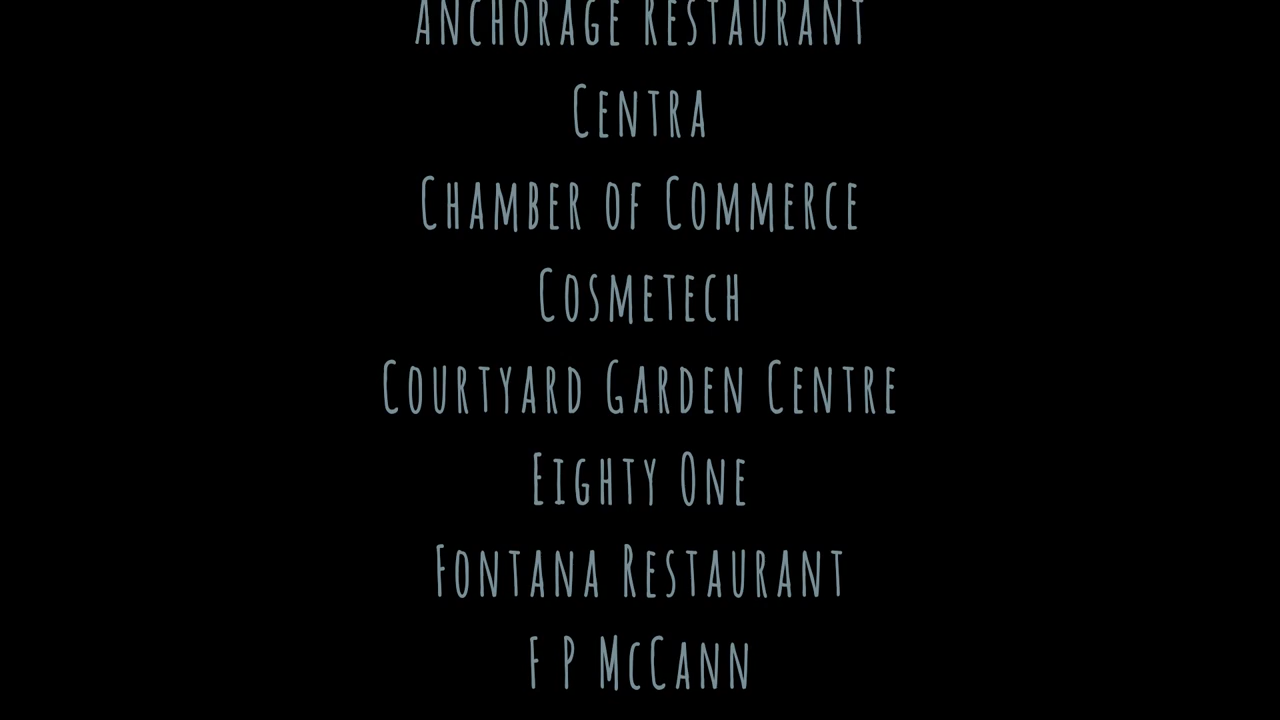 Anchorage Restaurant
Centra
Chamber of Commerce
Cosmetech
Courtyard Garden Centre
Eighty One
Fontana Restaurant
F P McCann